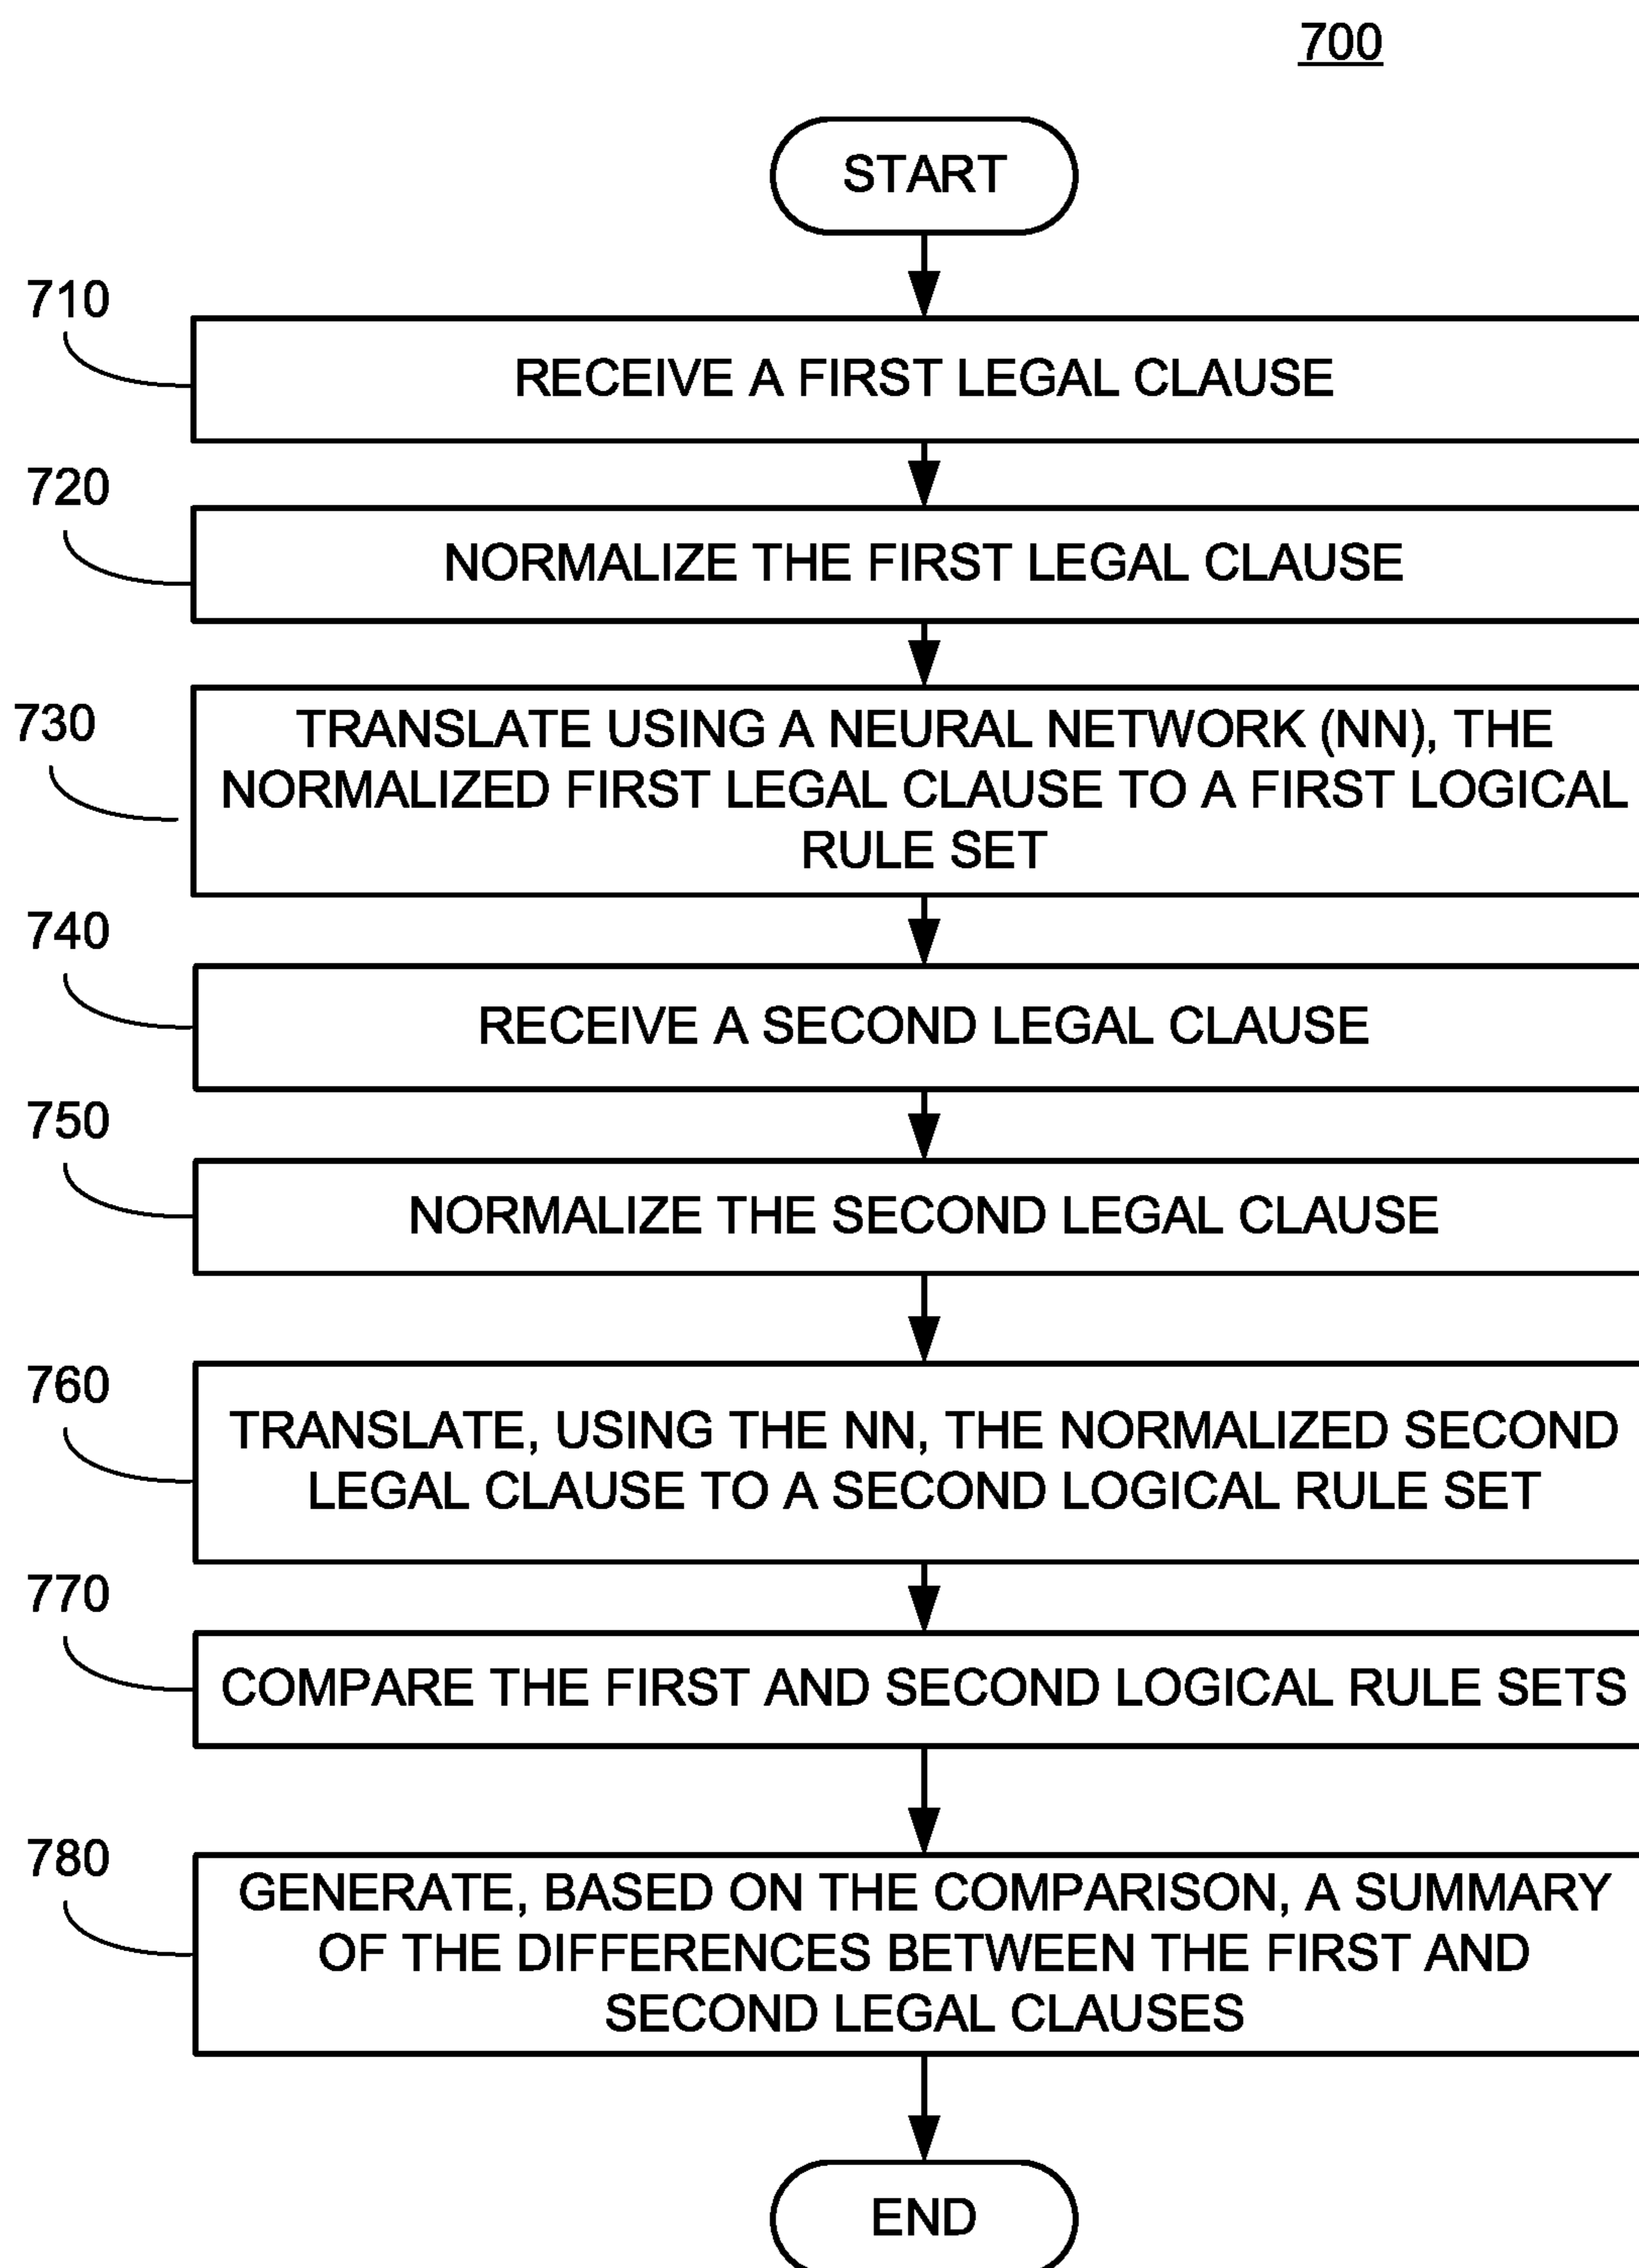 700
START
710
RECEIVE A FIRST LEGAL CLAUSE
720
NORMALIZE THE FIRST LEGAL CLAUSE
730
TRANSLATE USING A NEURAL NETWORK (NN), THE
NORMALIZED FIRST LEGAL CLAUSE TO A FIRST LOGICAL
RULE SET
740
RECEIVE A SECOND LEGAL CLAUSE
750
NORMALIZE THE SECOND LEGAL CLAUSE
760
TRANSLATE, USING THE NN, THE NORMALIZED SECOND
LEGAL CLAUSE TO A SECOND LOGICAL RULE SET
770
COMPARE THE FIRST AND SECOND LOGICAL RULE SETS
780
GENERATE, BASED ON THE COMPARISON, A SUMMARY
OF THE DIFFERENCES BETWEEN THE FIRST AND
SECOND LEGAL CLAUSES
END